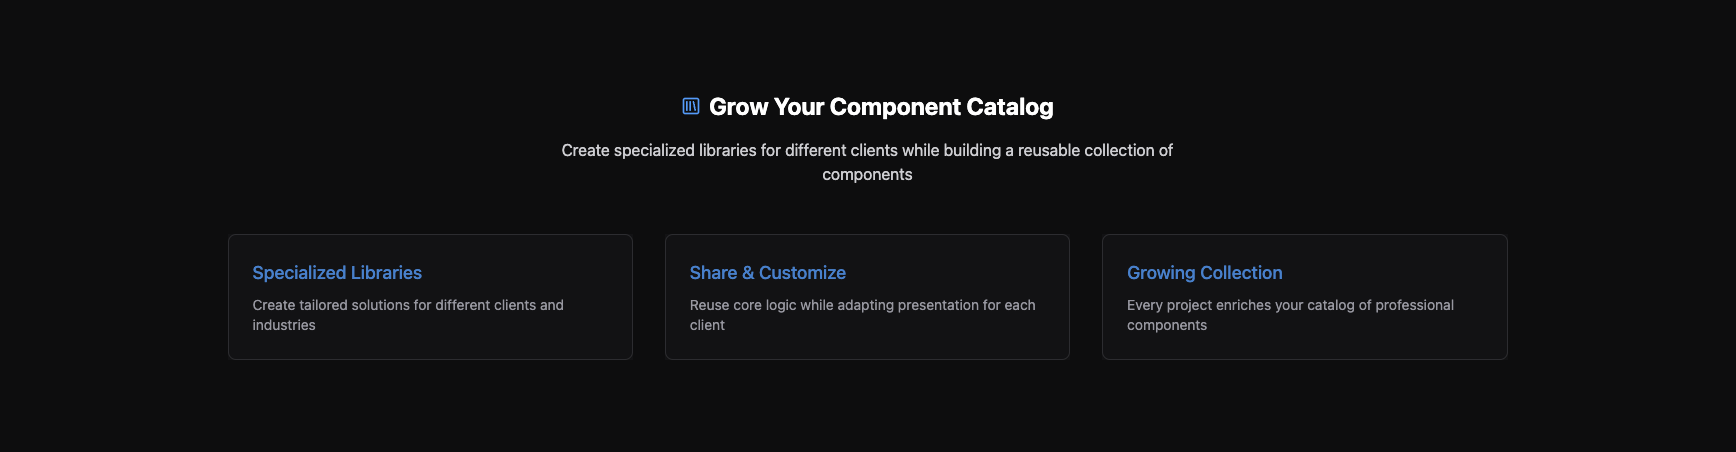 Grow Your Component Catalog
Create specialized libraries for different clients while building a reusable collection of
components
Specialized Libraries
Create tailored solutions for different clients and
industries
Share & Customize
Reuse core logic while adapting presentation for each
client
Growing Collection
Every project enriches your catalog of professional
components